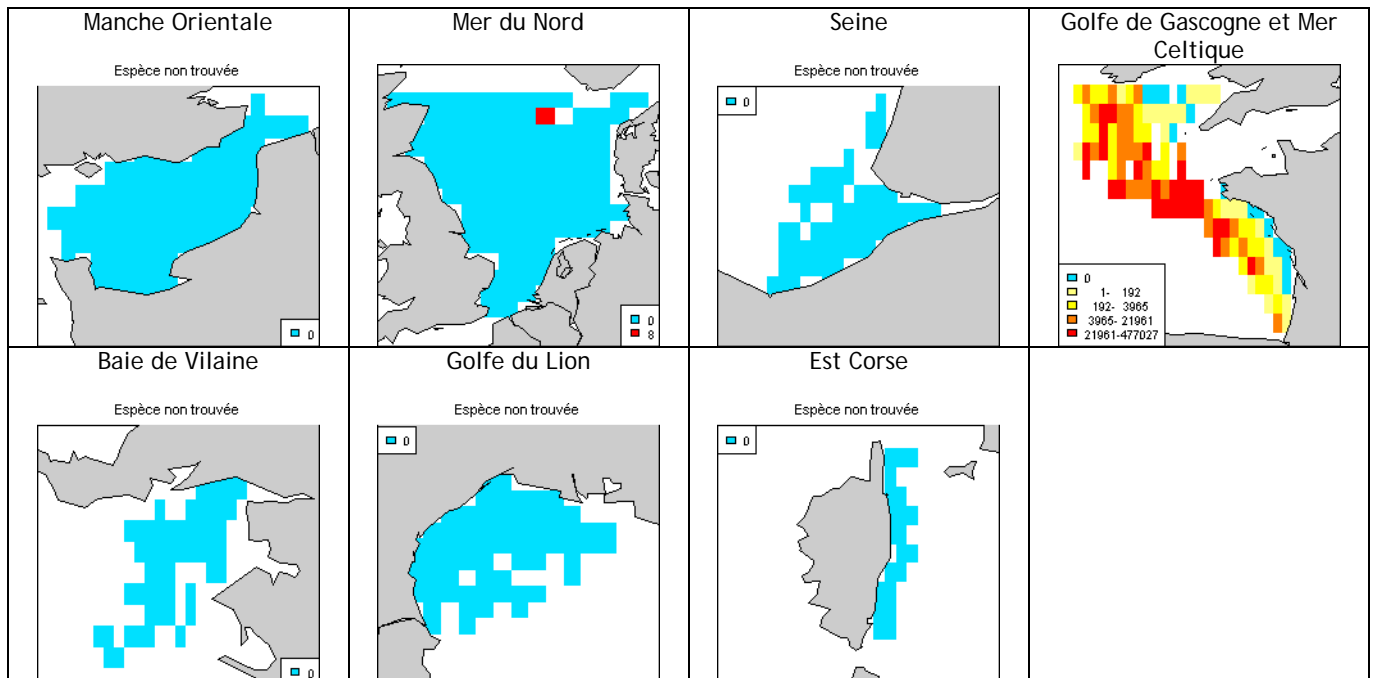 Manche Orientale
Espèce non trouvée
0
Mer du Nord
0
8
Seine
Espèce non trouvée
0
Golfe de Gascogne et Mer
Celtique
0
1- 192
192- 3965
3965- 21961
21961-477027
Baie de Vilaine
Espèce non trouvée
0
Golfe du Lion
Espèce non trouvée
0
Est Corse
Espèce non trouvée
0